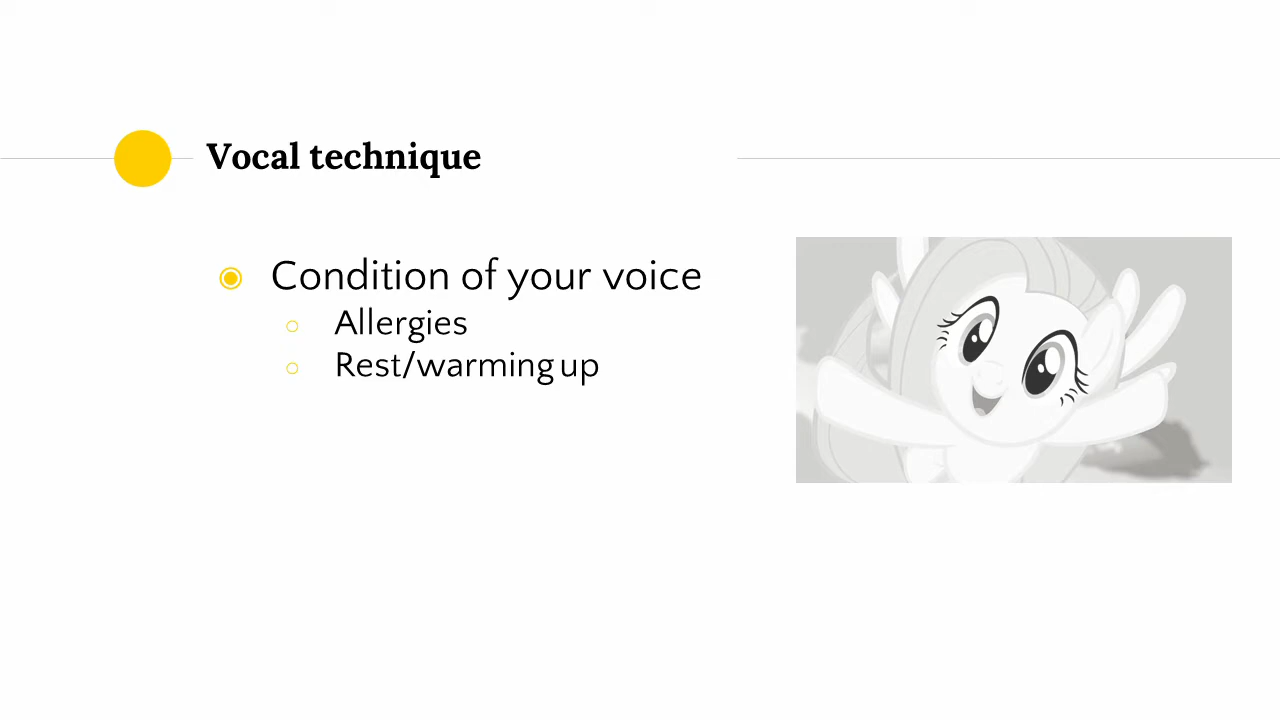 Vocal technique
Condition of your voice
Allergies
Rest/warming up